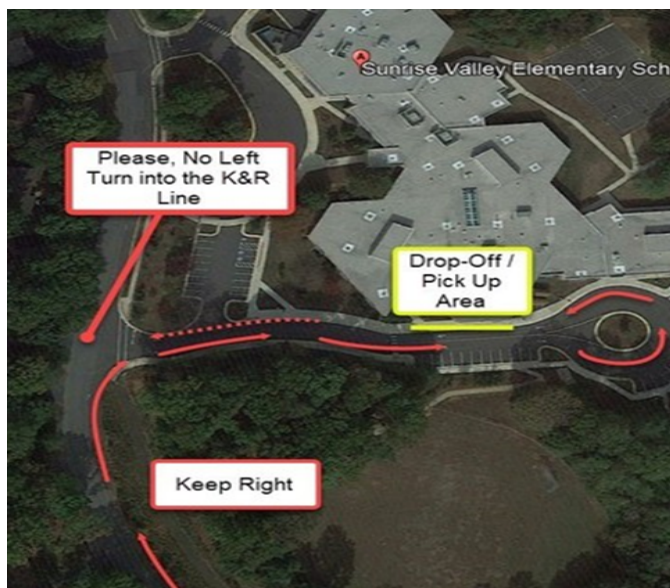 A
Sunrise Valley Elementary Sch
Please, No Left
Turn into the K&R
Line
Drop-Off /
Pick Up
Area
Keep Right